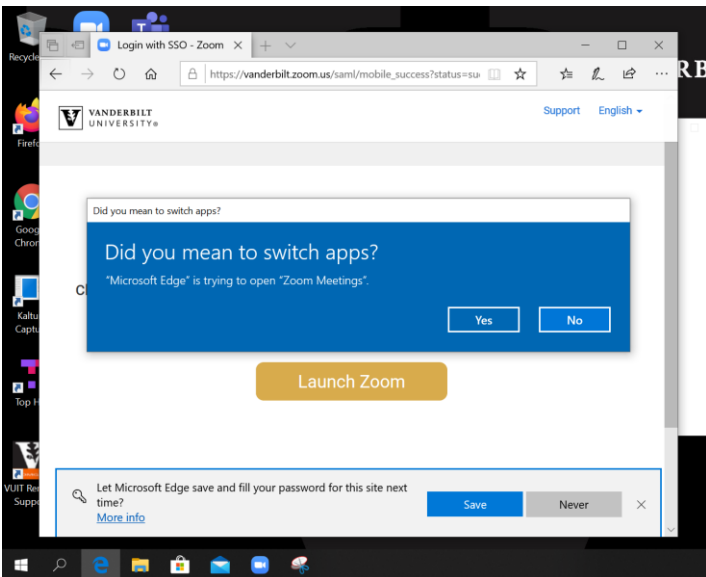 Recycle
Login with SSO - Zoom
https://vanderbilt.zoom.us/saml/mobile_success?status=su
RB
VANDERBILT
UNIVERSITY®
Support English
Firefo
Did you mean to switch apps?
Did you mean to switch apps?
"Microsoft Edge" is trying to open "Zoom Meetings".
Yes No
Goog
Chron
Cl
Kaltu
Captu
Launch Zoom
Top H
Let Microsoft Edge save and fill your password for this site next
time?
More info
Save Never
VUIT Rem
Suppo